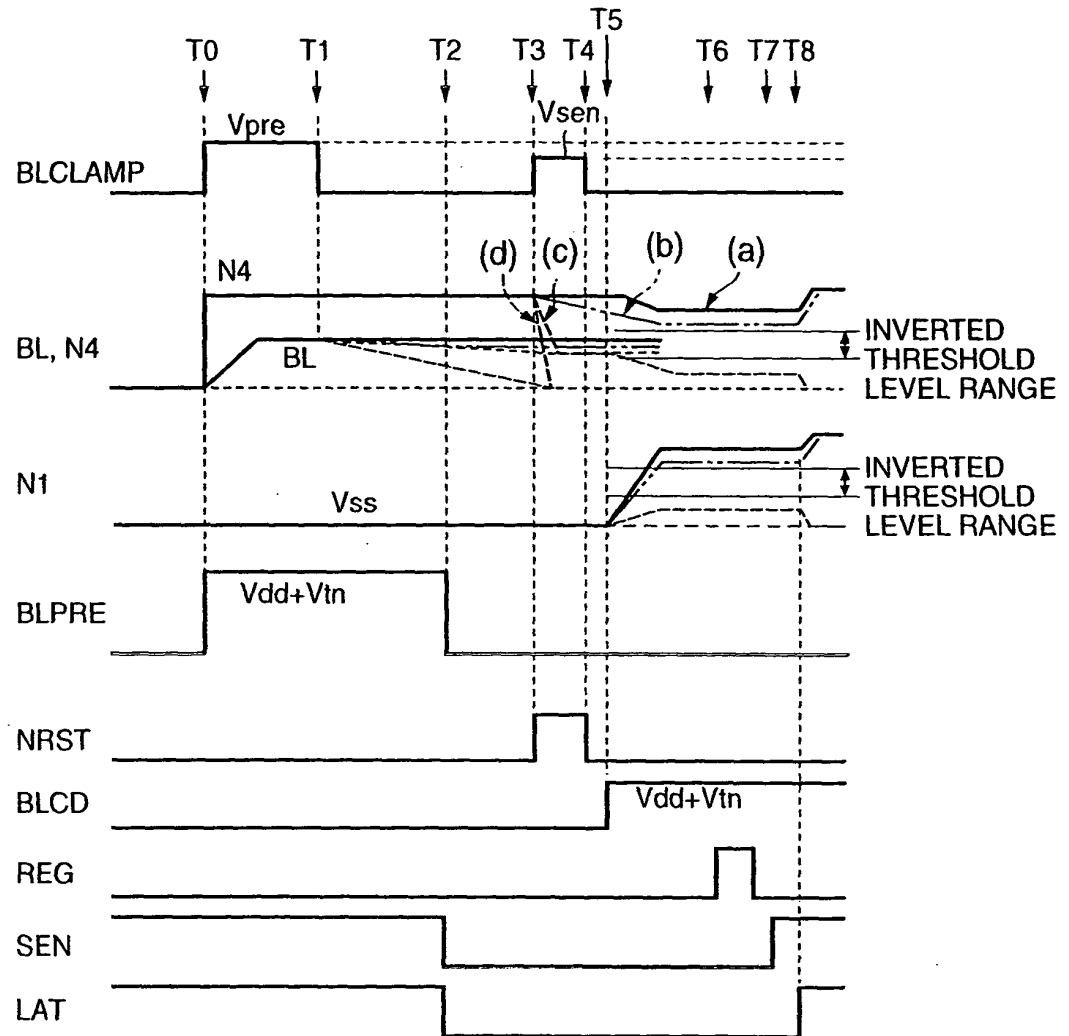 T5
T0 T1 T2 T3 T4 T6 T7 T8
Vpre Vsen
BLCLAMP
(d) (c) (b) (a)
N4
INVERTED
BL, N4
BL
THRESHOLD
LEVEL RANGE
INVERTED
N1
THRESHOLD
Vss
LEVEL RANGE
Vdd+Vtn
BLPRE
NRST
BLCD Vdd+Vtn
REG
SEN
LAT